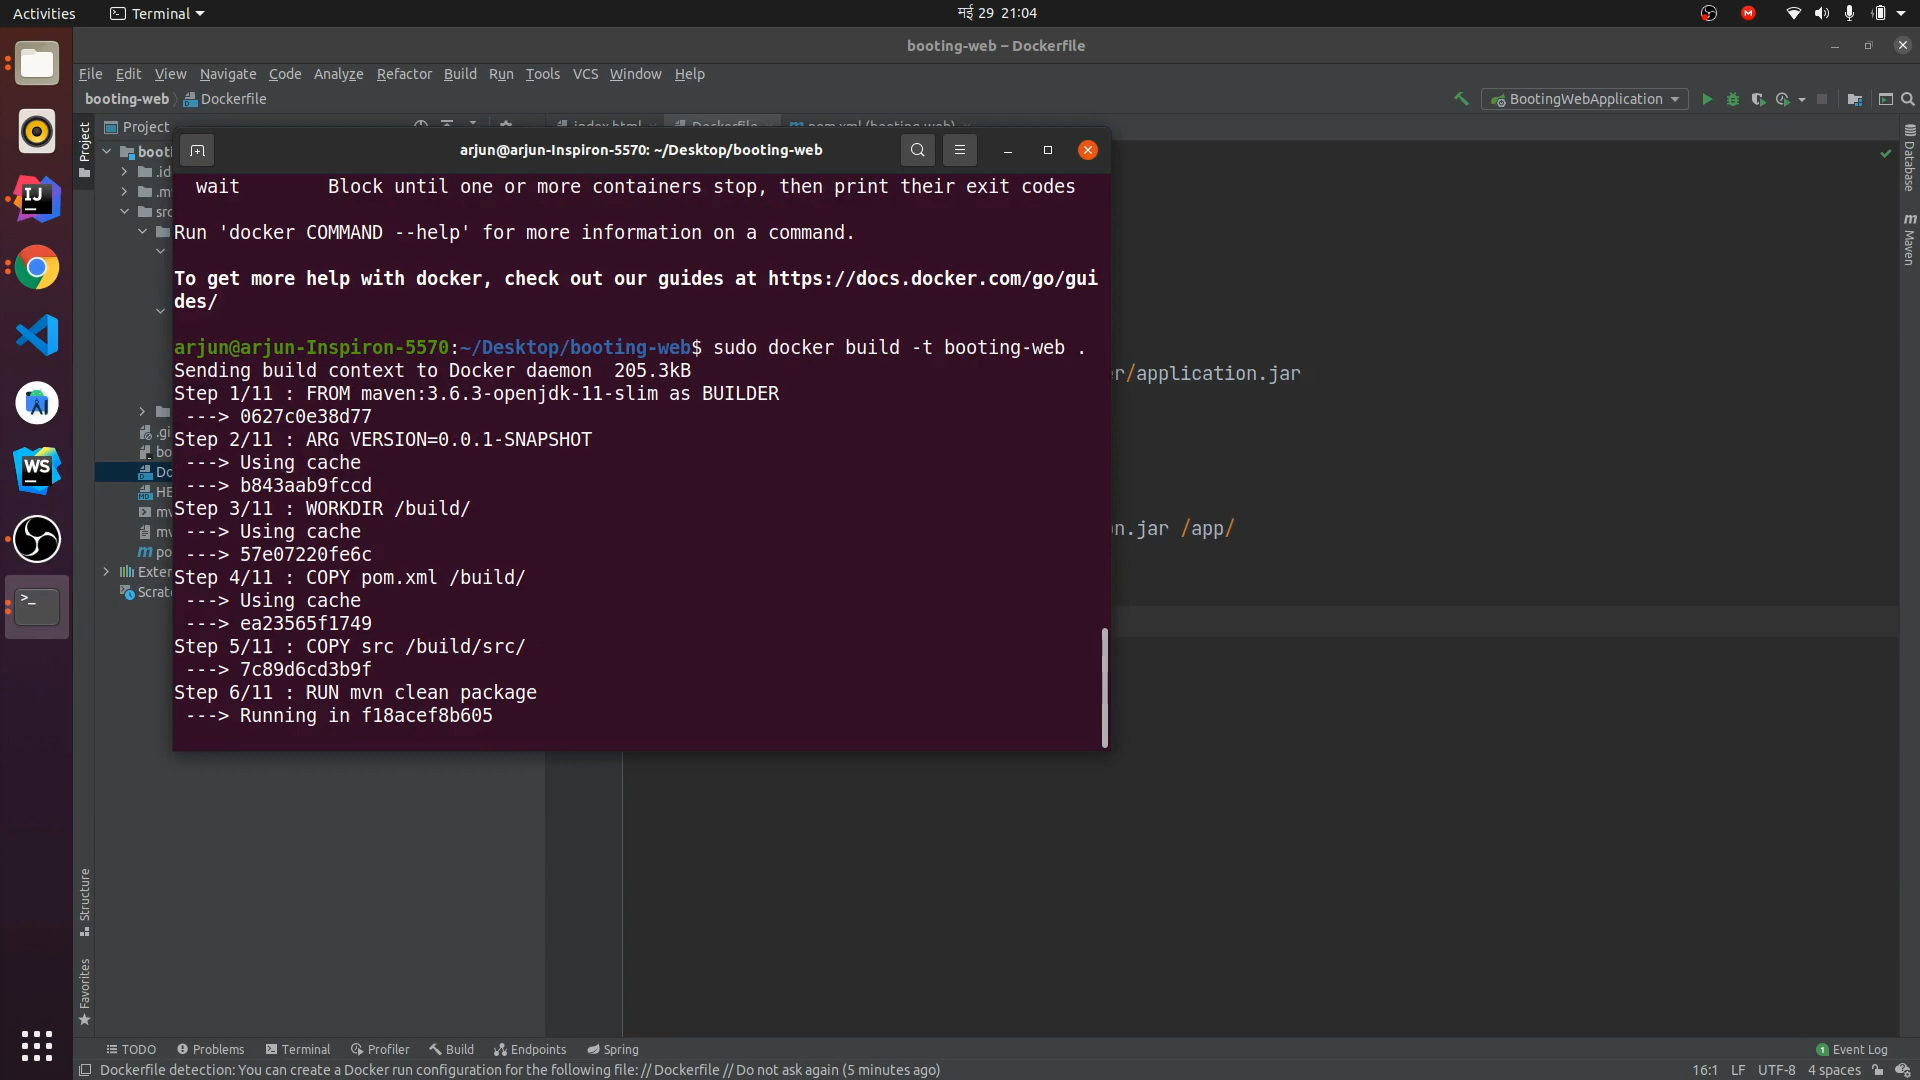 Activities
Terminal
मई 29 21:04
booting-web – Dockerfile
File Edit View Navigate Code Analyze Refactor Build Run Tools VCS Window Help
booting-web
Dockerfile
BootingWebApplication
Project
Project
Database
Maven
Structure
Favorites
arjun@arjun-Inspiron-5570: ~/Desktop/booting-web
wait Block until one or more containers stop, then print their exit codes
Run 'docker COMMAND --help' for more information on a command.
To get more help with docker, check out our guides at https://docs.docker.com/go/gui
des/
arjun@arjun-Inspiron-5570:~/Desktop/booting-web$ sudo docker build -t booting-web .
Sending build context to Docker daemon 205.3kB
Step 1/11 : FROM maven:3.6.3-openjdk-11-slim as BUILDER
---> 0627c0e38d77
Step 2/11 : ARG VERSION=0.0.1-SNAPSHOT
---> Using cache
---> b843aab9fccd
Step 3/11 : WORKDIR /build/
---> Using cache
---> 57e07220fe6c
Step 4/11 : COPY pom.xml /build/
---> Using cache
---> ea23565f1749
Step 5/11 : COPY src /build/src/
---> 7c89d6cd3b9f
Step 6/11 : RUN mvn clean package
---> Running in f18acef8b605
/application.jar
.jar /app/
TODO Problems Terminal Profiler Build Endpoints Spring
1 Event Log
Dockerfile detection: You can create a Docker run configuration for the following file: // Dockerfile // Do not ask again (5 minutes ago)
16:1 LF UTF-8 4 spaces